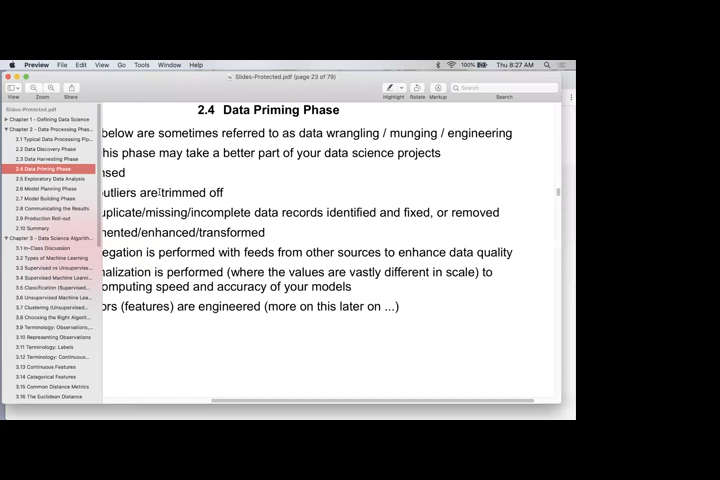 Preview File Edit View Go Tools Window Help
100% Thu 8:27 AM
Slides-Protected.pdf (page 23 of 79)
View Zoom Share Highlight Rotate Markup Search
Search
Slides-Protected.pdf
Chapter 1 - Defining Data Science
Chapter 2 - Data Processing Phas...
2.1 Typical Data Processing Pip...
2.2 Data Discovery Phase
2.3 Data Harvesting Phase
2.4 Data Priming Phase
2.5 Exploratory Data Analysis
2.6 Model Planning Phase
2.7 Model Building Phase
2.8 Communicating the Results
2.9 Production Roll-out
2.10 Summary
Chapter 3 - Data Science Algorith...
3.1 In-Class Discussion
3.2 Types of Machine Learning
3.3 Supervised vs Unsupervise...
3.4 Supervised Machine Learni...
3.5 Classification (Supervised...
3.6 Unsupervised Machine Lea...
3.7 Clustering (Unsupervised...
3.8 Choosing the Right Algorit...
3.9 Terminology: Observations,...
3.10 Representing Observations
3.11 Terminology: Labels
3.12 Terminology: Continuous...
3.13 Continuous Features
3.14 Categorical Features
3.15 Common Distance Metrics
3.16 The Euclidean Distance
2.4 Data Priming Phase
below are sometimes referred to as data wrangling / munging / engineering
his phase may take a better part of your data science projects
nsed
outliers are trimmed off
uplicate/missing/incomplete data records identified and fixed, or removed
mented/enhanced/transformed
egation is performed with feeds from other sources to enhance data quality
nalization is performed (where the values are vastly different in scale) to
omputing speed and accuracy of your models
ors (features) are engineered (more on this later on ...)